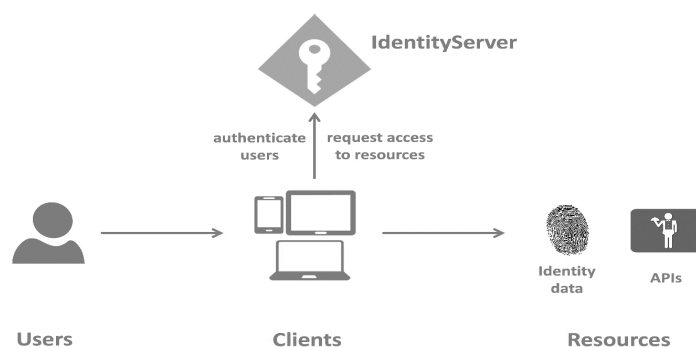 IdentityServer
authenticate
users
request access
to resources
Identity
data
APIs
Users
Clients
Resources